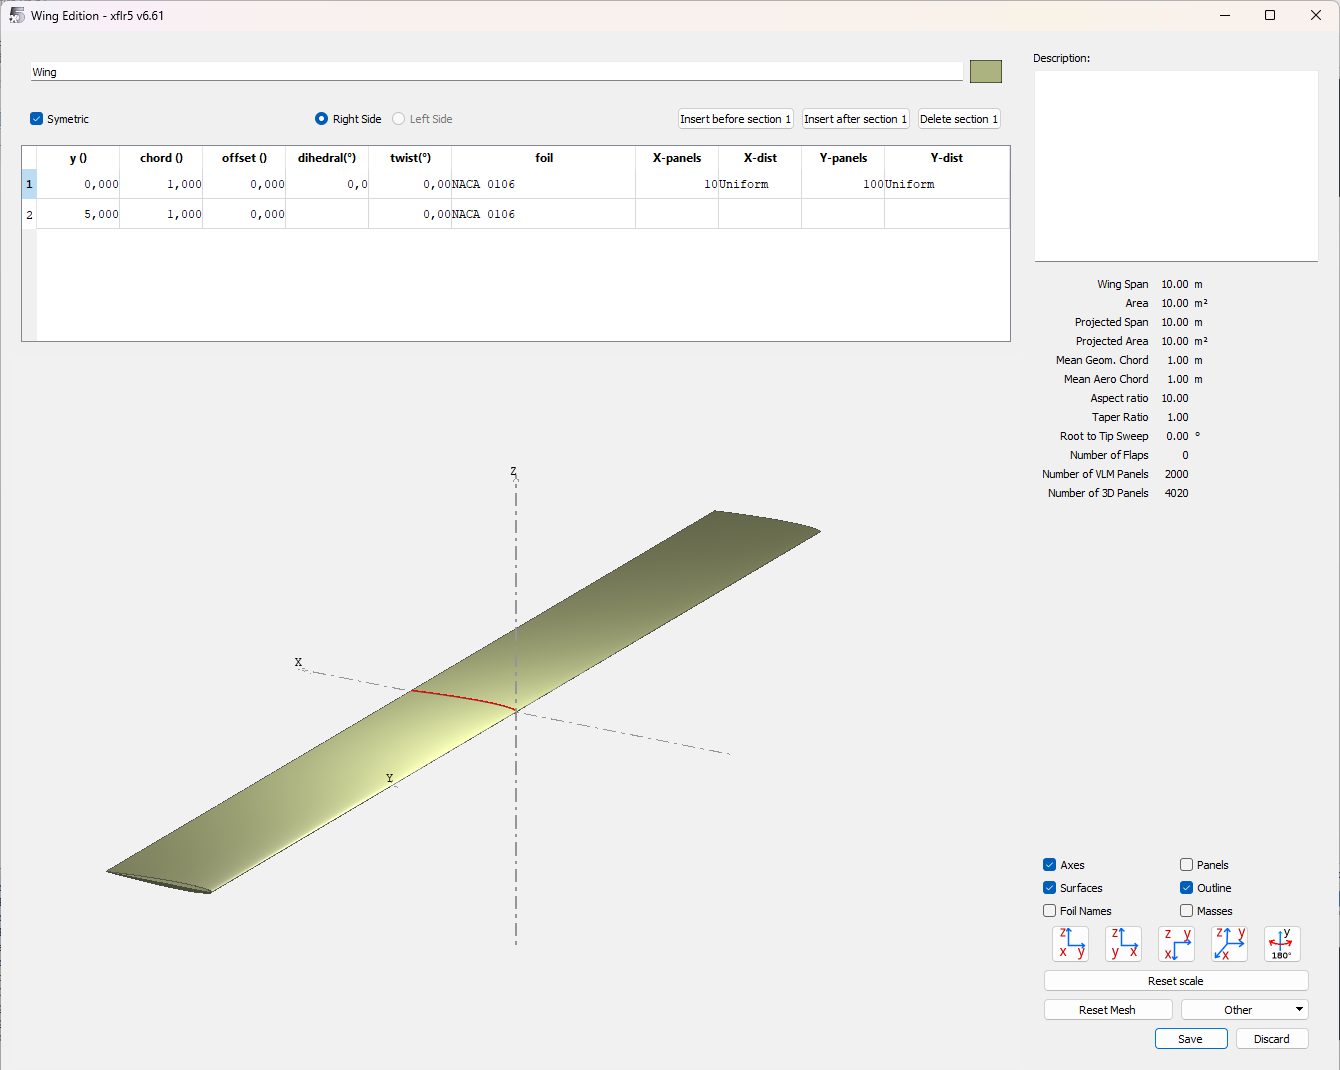 Wing Edition - xflr5 v6.61
Wing
Symetric Right Side Left Side Insert before section 1 Insert after section 1 Delete section 1
y () chord () offset () dihedral(°) twist(°) foil X-panels X-dist Y-panels Y-dist
1 0,000 1,000 0,000 0,0 0,00 NACA 0106 10 Uniform 100 Uniform
2 5,000 1,000 0,000 0,00 NACA 0106
Z
X
Y
Description:
Wing Span 10.00 m
Area 10.00 m²
Projected Span 10.00 m
Projected Area 10.00 m²
Mean Geom. Chord 1.00 m
Mean Aero Chord 1.00 m
Aspect ratio 10.00
Taper Ratio 1.00
Root to Tip Sweep 0.00 °
Number of Flaps 0
Number of VLM Panels 2000
Number of 3D Panels 4020
Axes Panels
Surfaces Outline
Foil Names Masses
z x y z y x z y x z y x y 180°
Reset scale
Reset Mesh Other
Save Discard